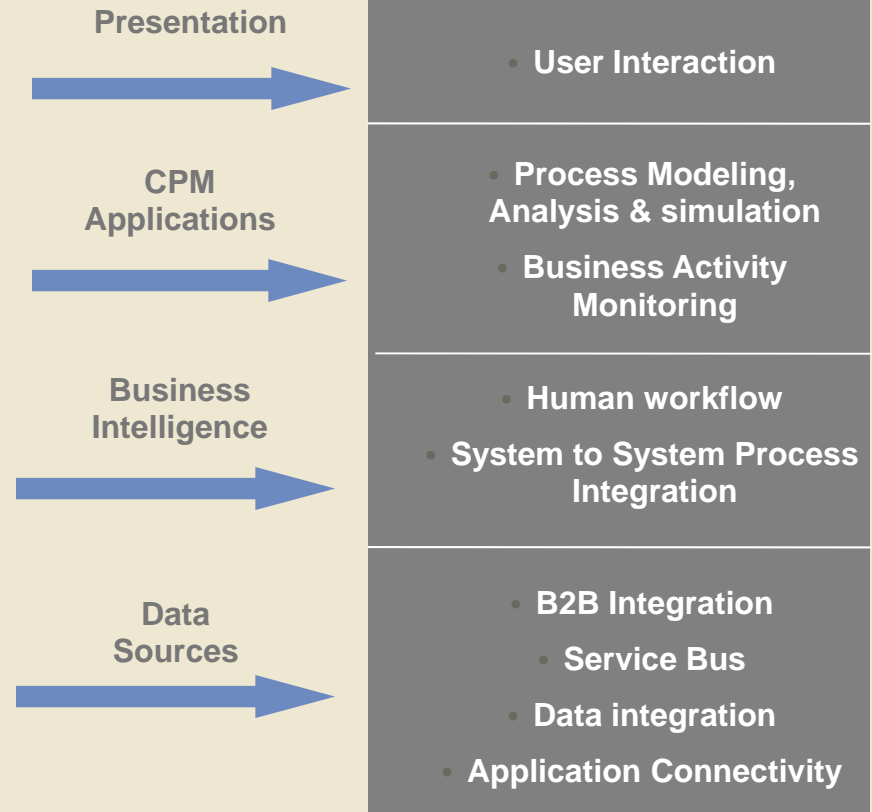 Presentation
• User Interaction
CPM
Applications
• Process Modeling,
Analysis & simulation
• Business Activity
Monitoring
Business
Intelligence
• Human workflow
• System to System Process
Integration
Data
Sources
• B2B Integration
• Service Bus
• Data integration
• Application Connectivity